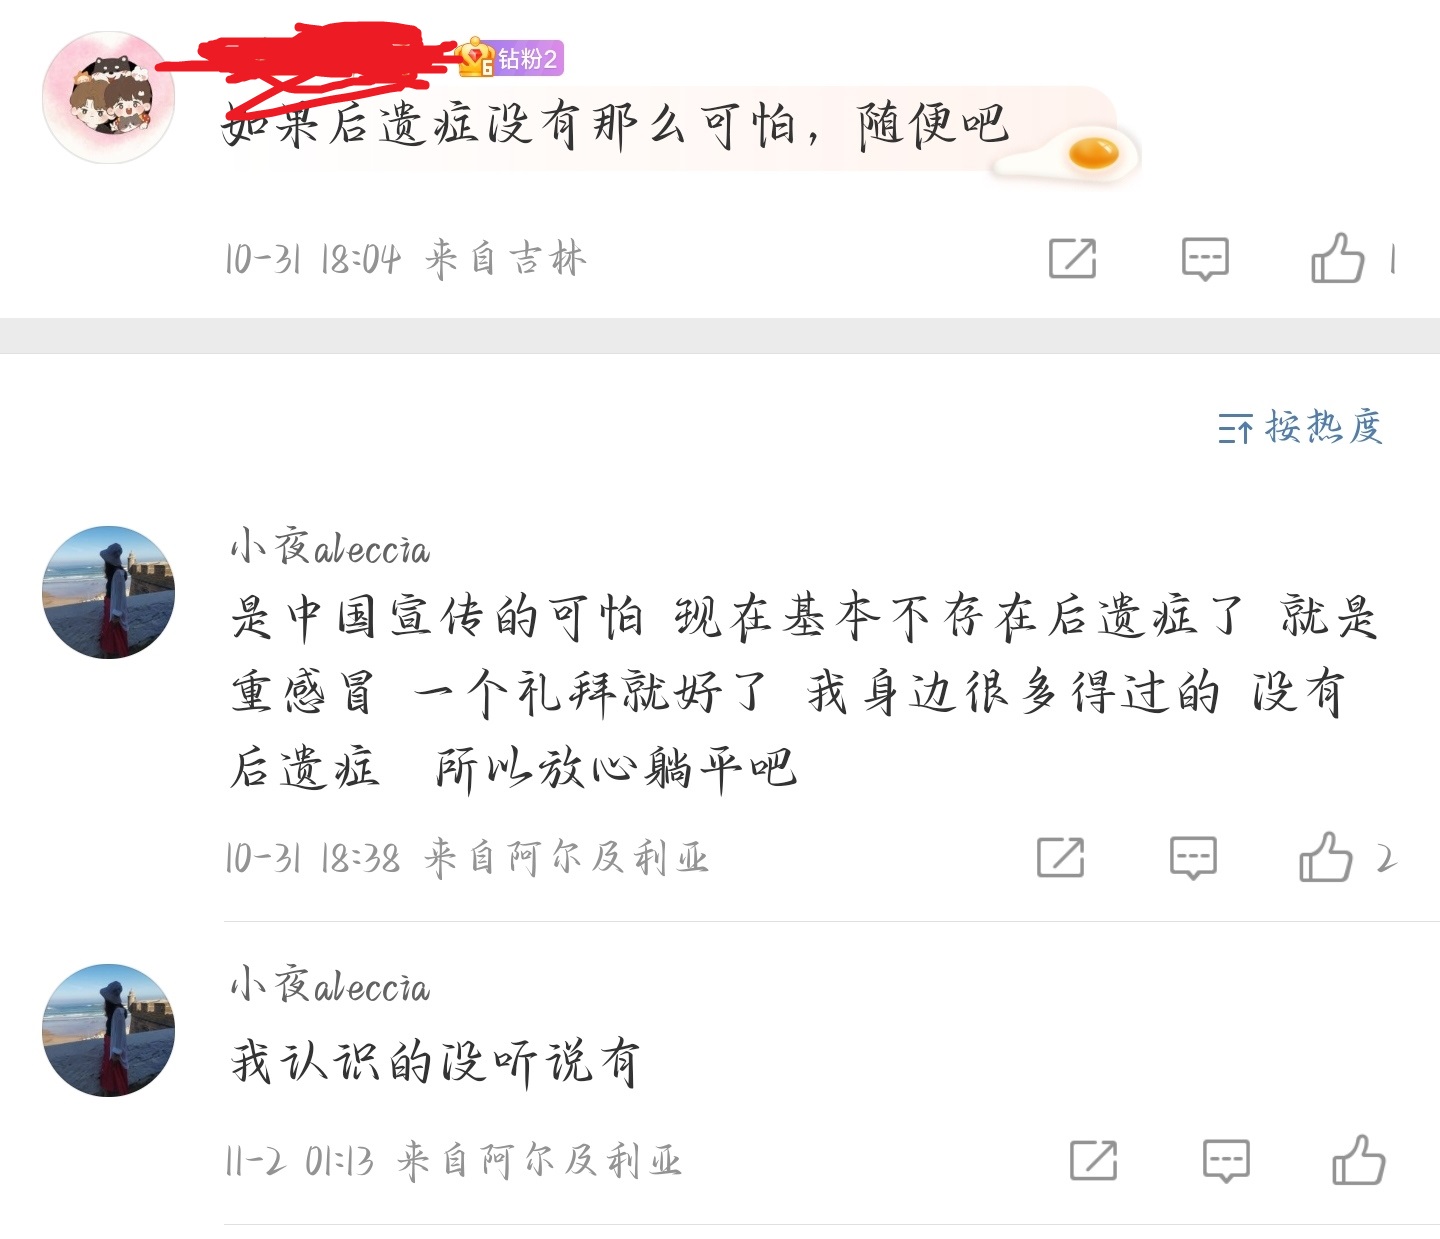 钻粉2
如果后遗症没有那么可怕，随便吧
10-31 18:04 来自吉林
1
按热度
小夜aleccia
是中国宣传的可怕 现在基本不存在后遗症了 就是
重感冒 一个礼拜就好了 我身边很多得过的 没有
后遗症 所以放心躺平吧
10-31 18:38 来自阿尔及利亚
2
小夜aleccia
我认识的没听说有
11-2 01:13 来自阿尔及利亚